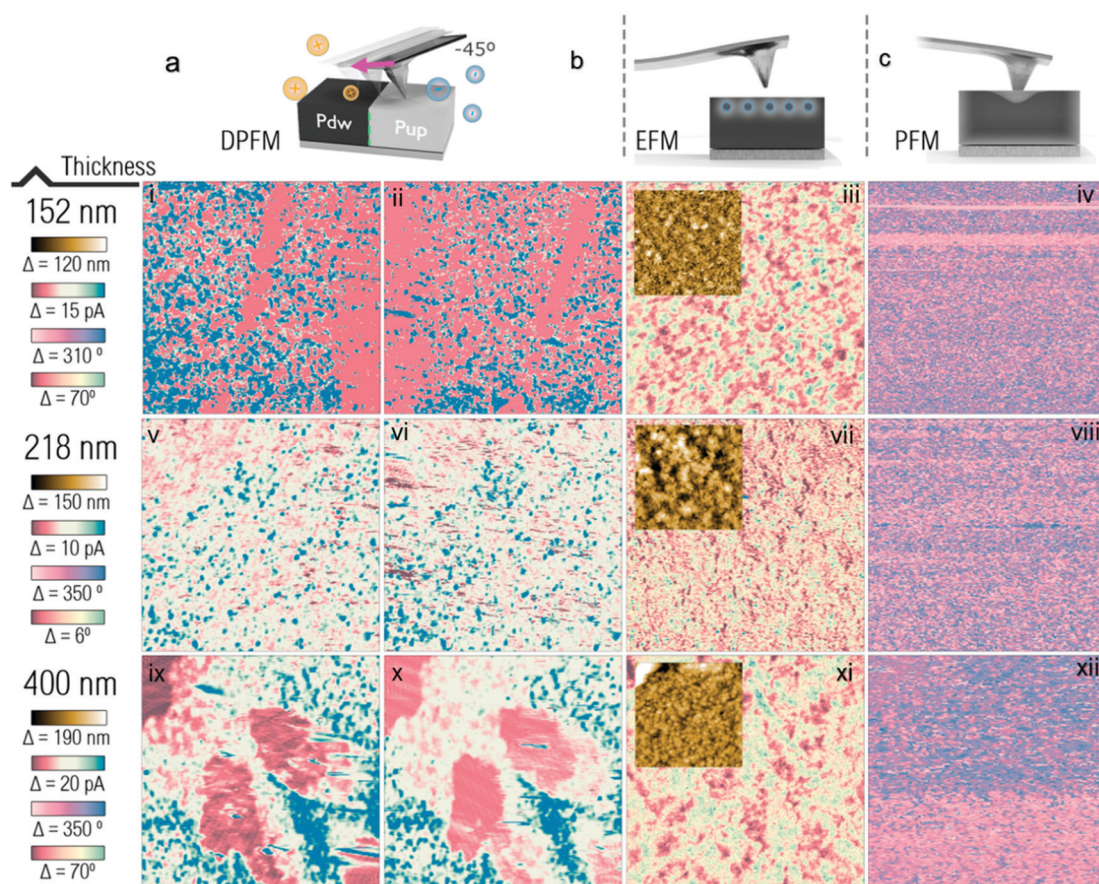 a
-45º
Pdw
Pup
DPFM
b
EFM
c
PFM
Thickness
152 nm
Δ = 120 nm
Δ = 15 pA
Δ = 310 º
Δ = 70º
i
ii
iii
iv
218 nm
Δ = 150 nm
Δ = 10 pA
Δ = 350 º
Δ = 6º
v
vi
vii
viii
400 nm
Δ = 190 nm
Δ = 20 pA
Δ = 350 º
Δ = 70º
ix
x
xi
xii